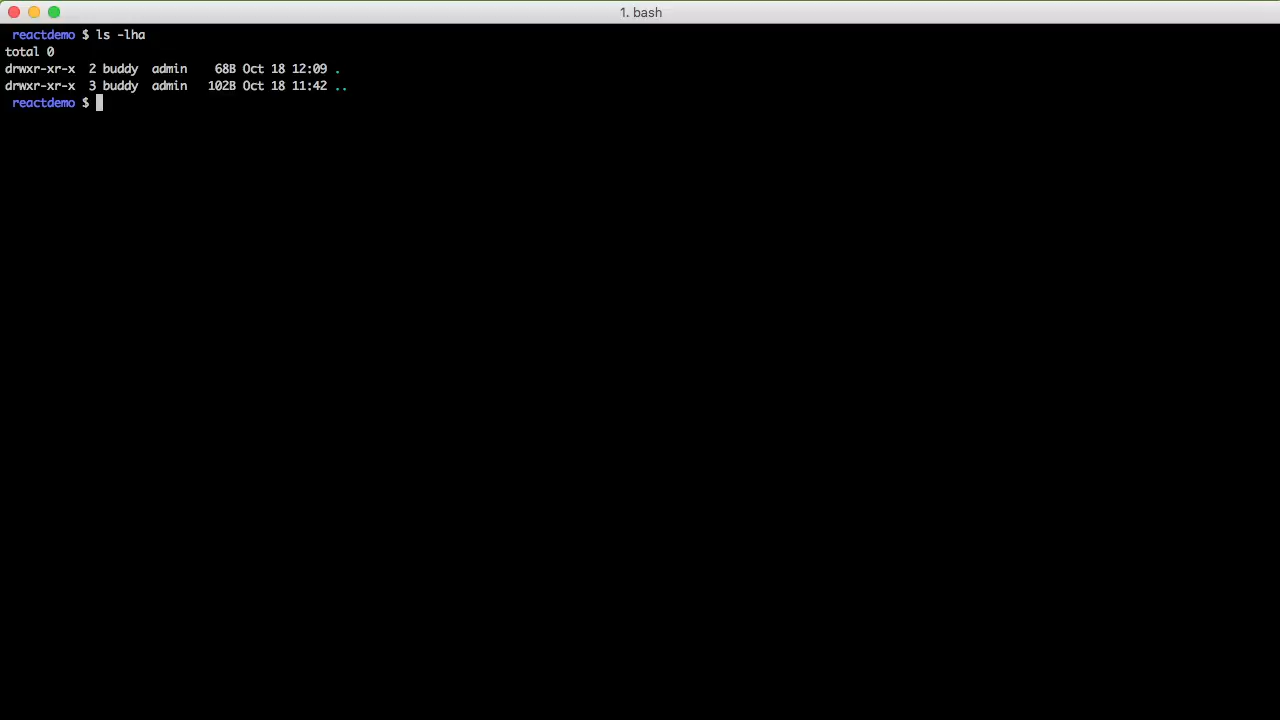 1. bash
reactdemo $ ls -lha
total 0
drwxr-xr-x  2 buddy  admin    68B Oct 18 12:09 .
drwxr-xr-x  3 buddy  admin   102B Oct 18 11:42 ..
reactdemo $